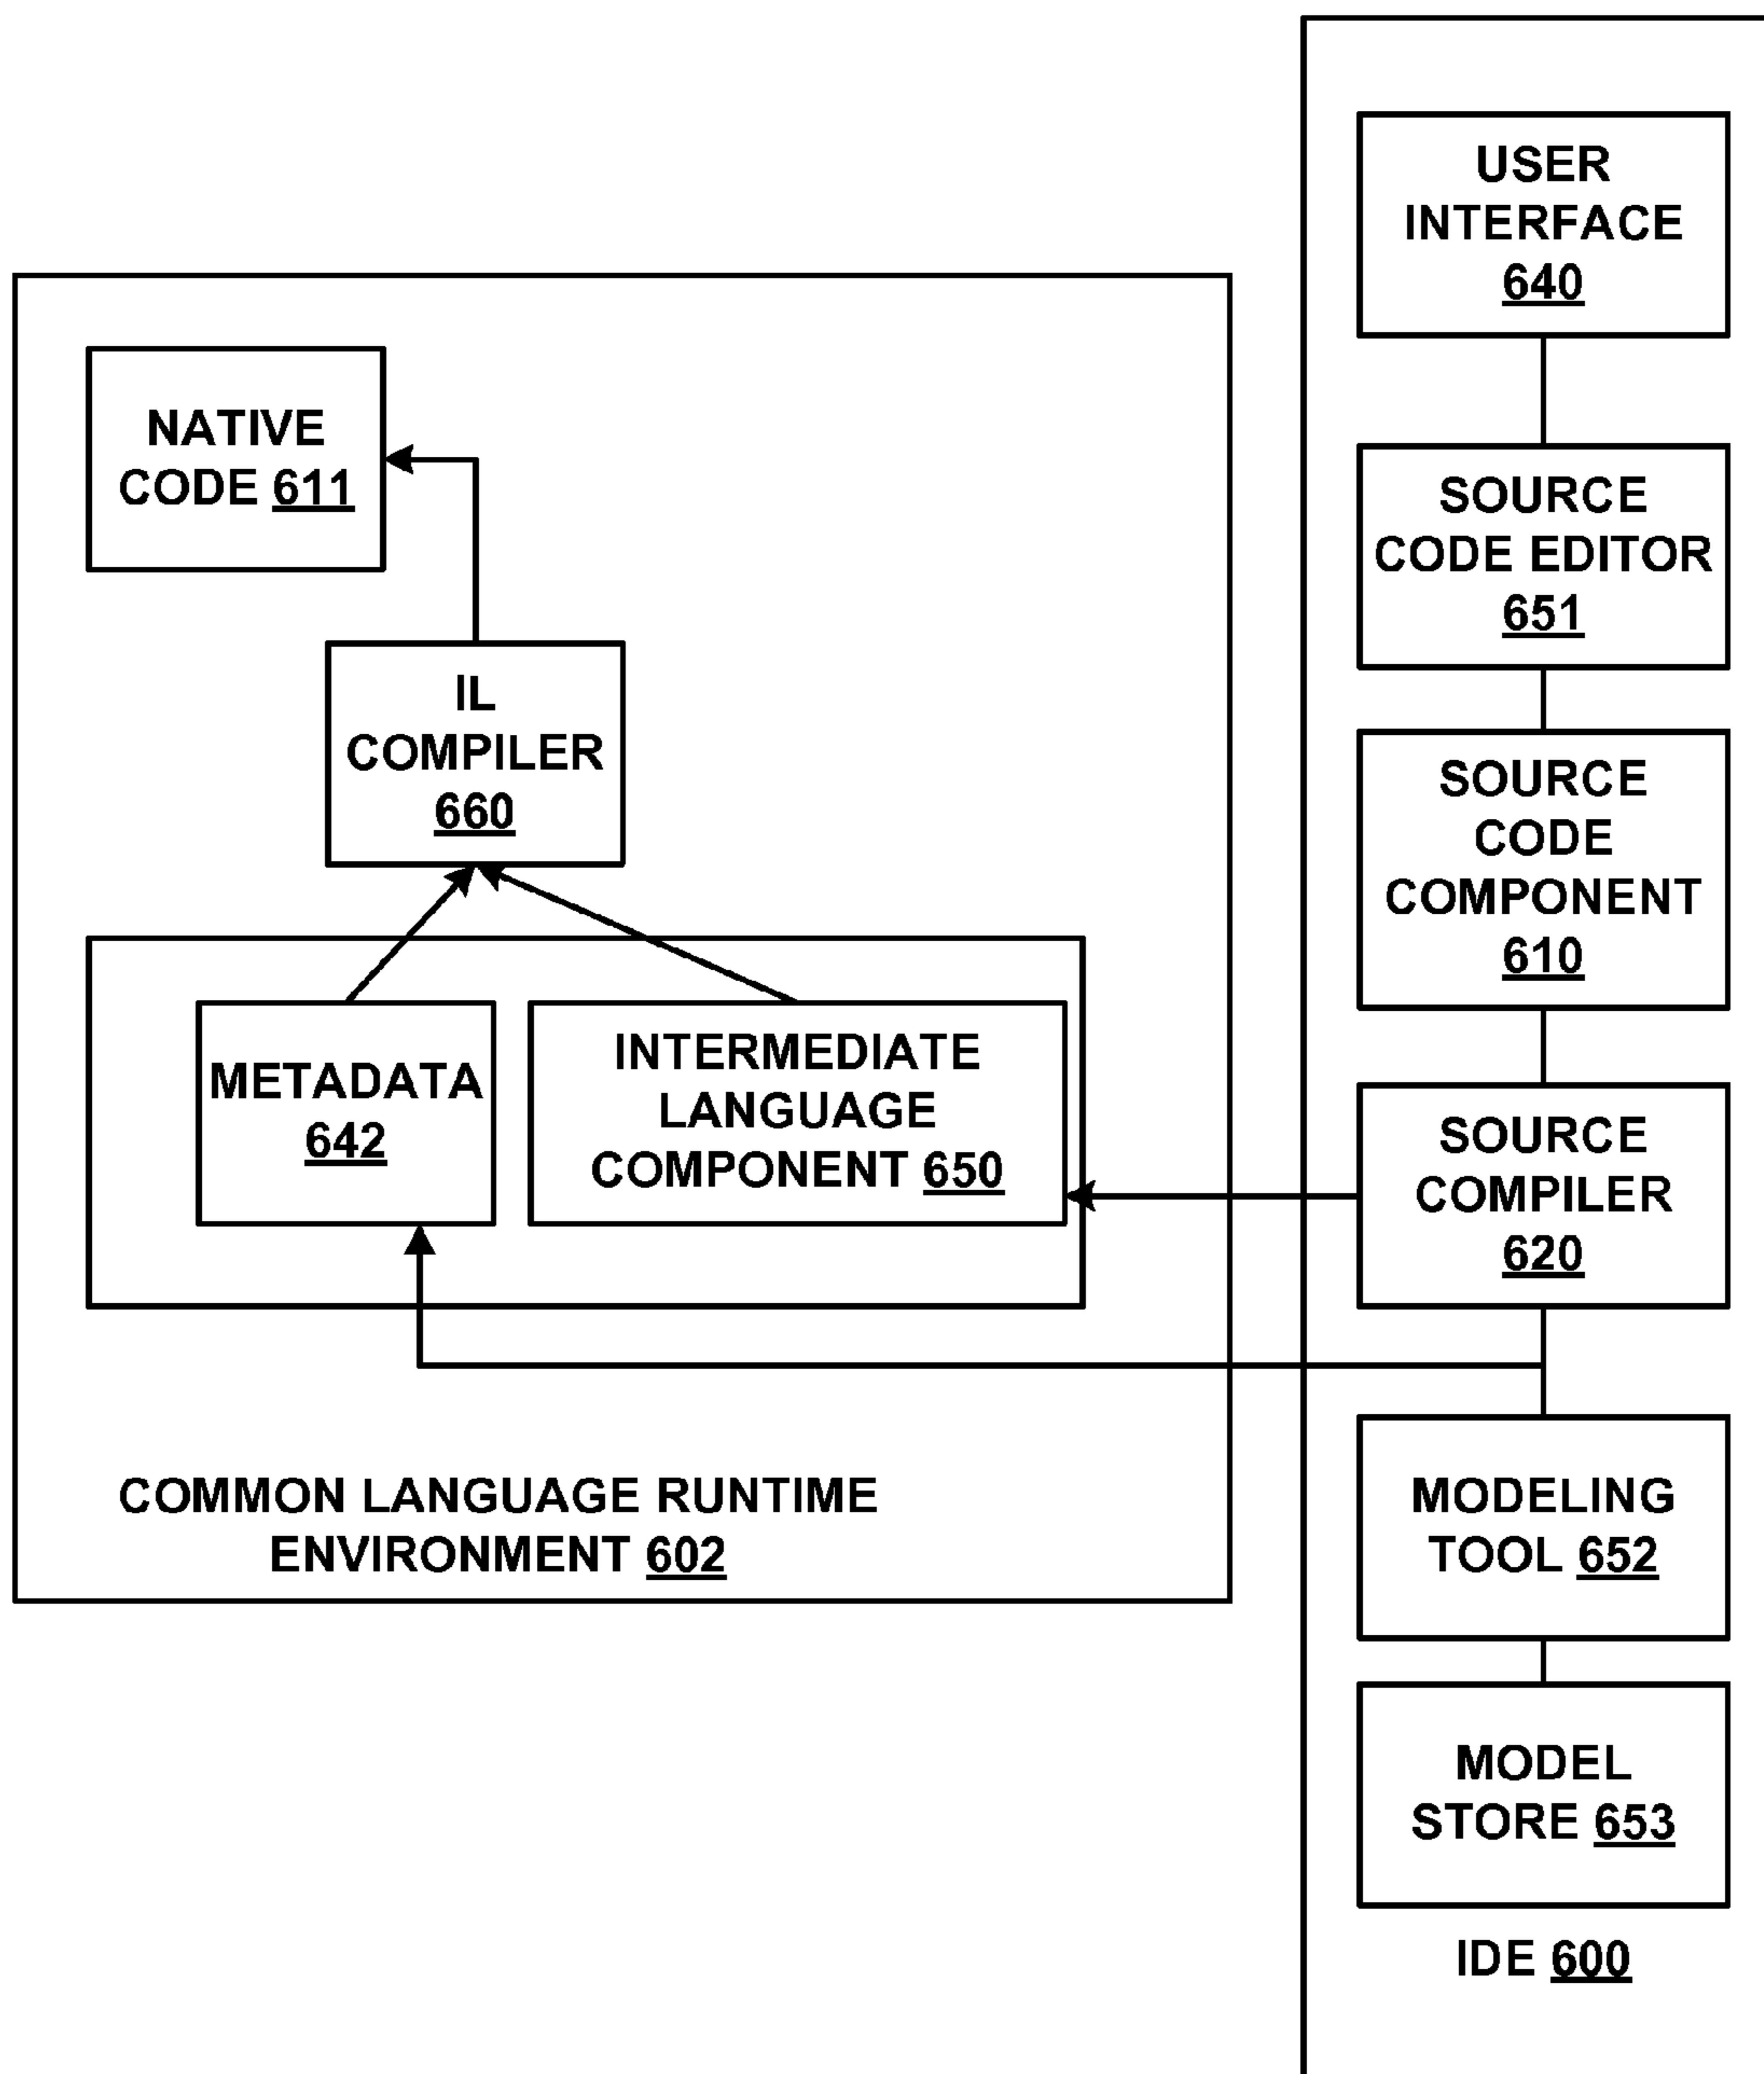 USER
INTERFACE
640
NATIVE
CODE 611
SOURCE
CODE EDITOR
651
IL
COMPILER
660
SOURCE
CODE
COMPONENT
610
METADATA
642
INTERMEDIATE
LANGUAGE
COMPONENT 650
SOURCE
COMPILER
620
COMMON LANGUAGE RUNTIME
ENVIRONMENT 602
MODELING
TOOL 652
MODEL
STORE 653
IDE 600